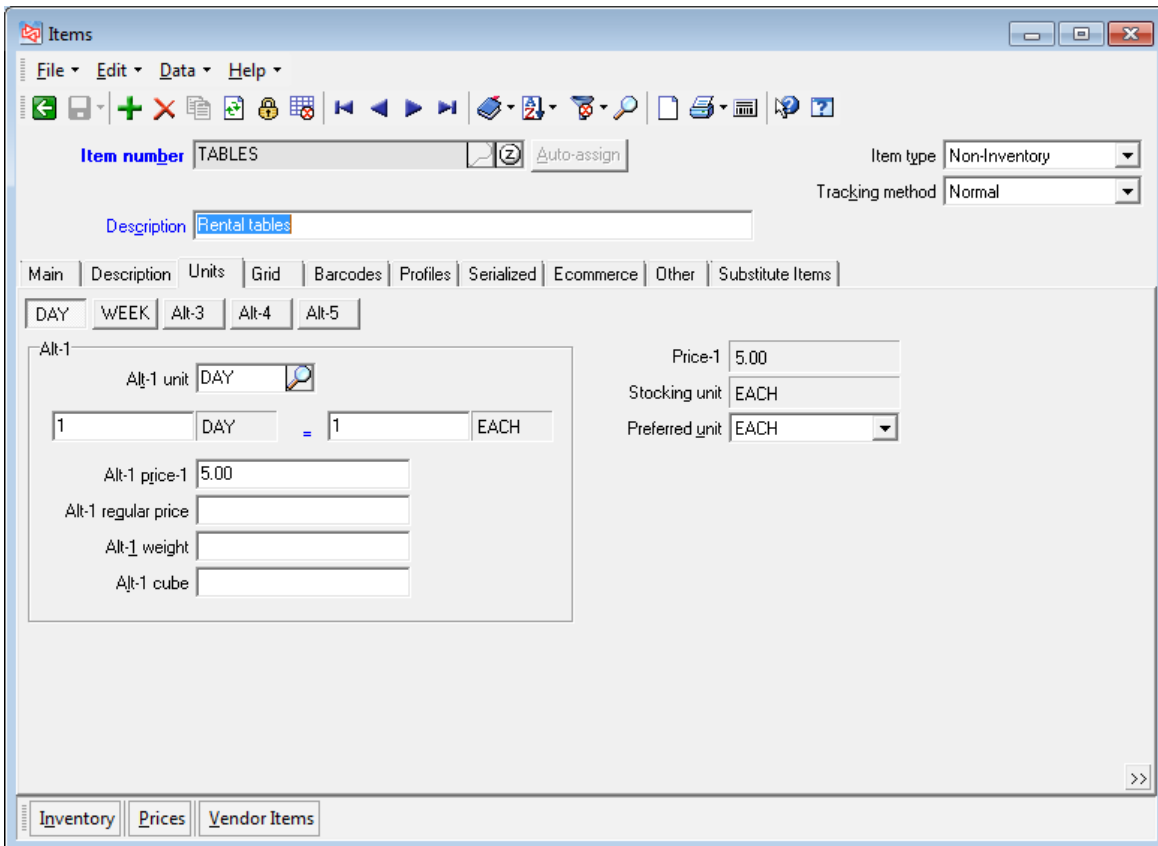 Items
File Edit Data Help
Item number TABLES Auto-assign Item type Non-Inventory
Tracking method Normal
Description Rental tables
Main Description Units Grid Barcodes Profiles Serialized Ecommerce Other Substitute Items
DAY WEEK Alt-3 Alt-4 Alt-5
Alt-1
Alt-1 unit DAY
1 DAY = 1 EACH
Alt-1 price-1 5.00
Alt-1 regular price
Alt-1 weight
Alt-1 cube
Price-1 5.00
Stocking unit EACH
Preferred unit EACH
>>
Inventory Prices Vendor Items